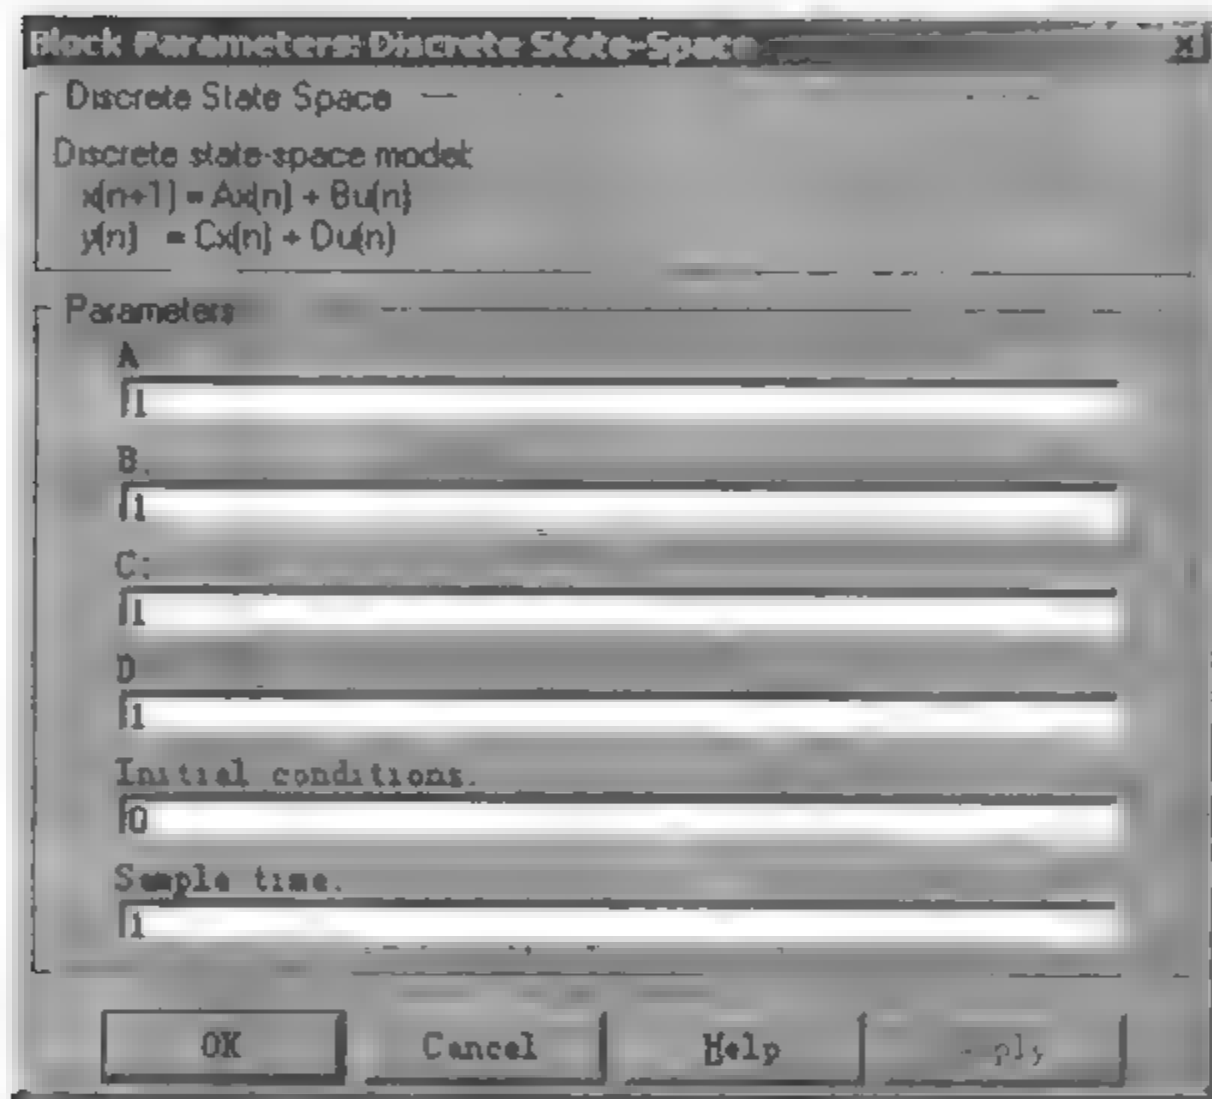 Block Parameters: Discrete State-Space
Discrete State Space
Discrete state-space model:
x(n+1) = Ax(n) + Bu(n)
y(n) = Cx(n) + Du(n)
Parameters
A
1
B.
1
C:
1
D
1
Initial conditions.
0
Sample time.
1
OK Cancel Help